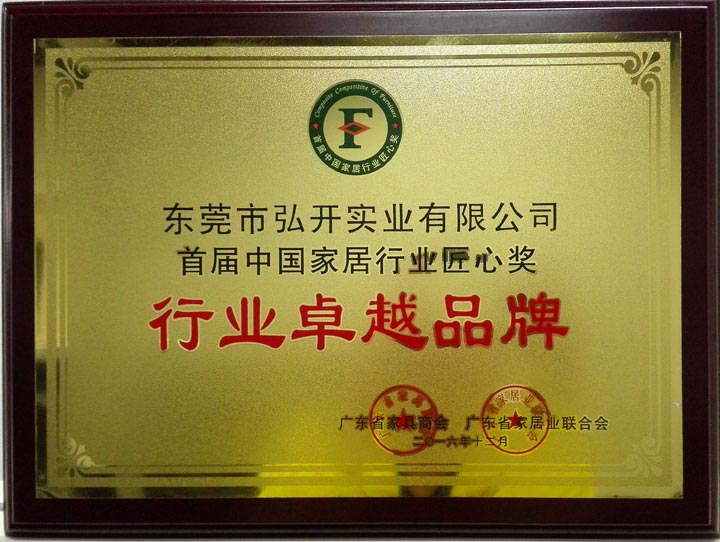 Composite Competitive Of Furniture
F
首届中国家居行业匠心奖
东莞市弘开实业有限公司
首届中国家居行业匠心奖
行业卓越品牌
广东省家具商会 广东省家居业联合会
二〇一六年十二月